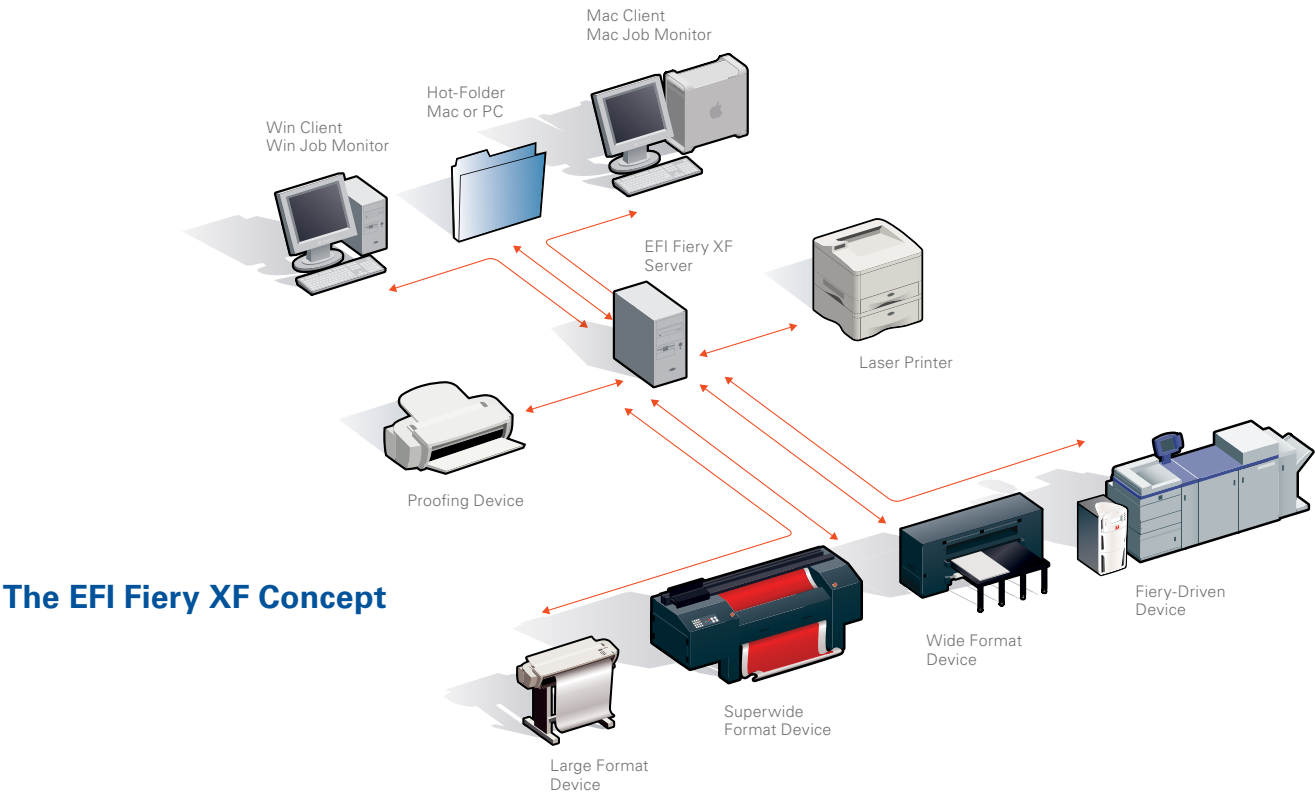 Mac Client
Mac Job Monitor
Hot-Folder
Mac or PC
Win Client
Win Job Monitor
EFI Fiery XF
Server
Laser Printer
Proofing Device
The EFI Fiery XF Concept
Fiery-Driven
Device
Wide Format
Device
Superwide
Format Device
Large Format
Device